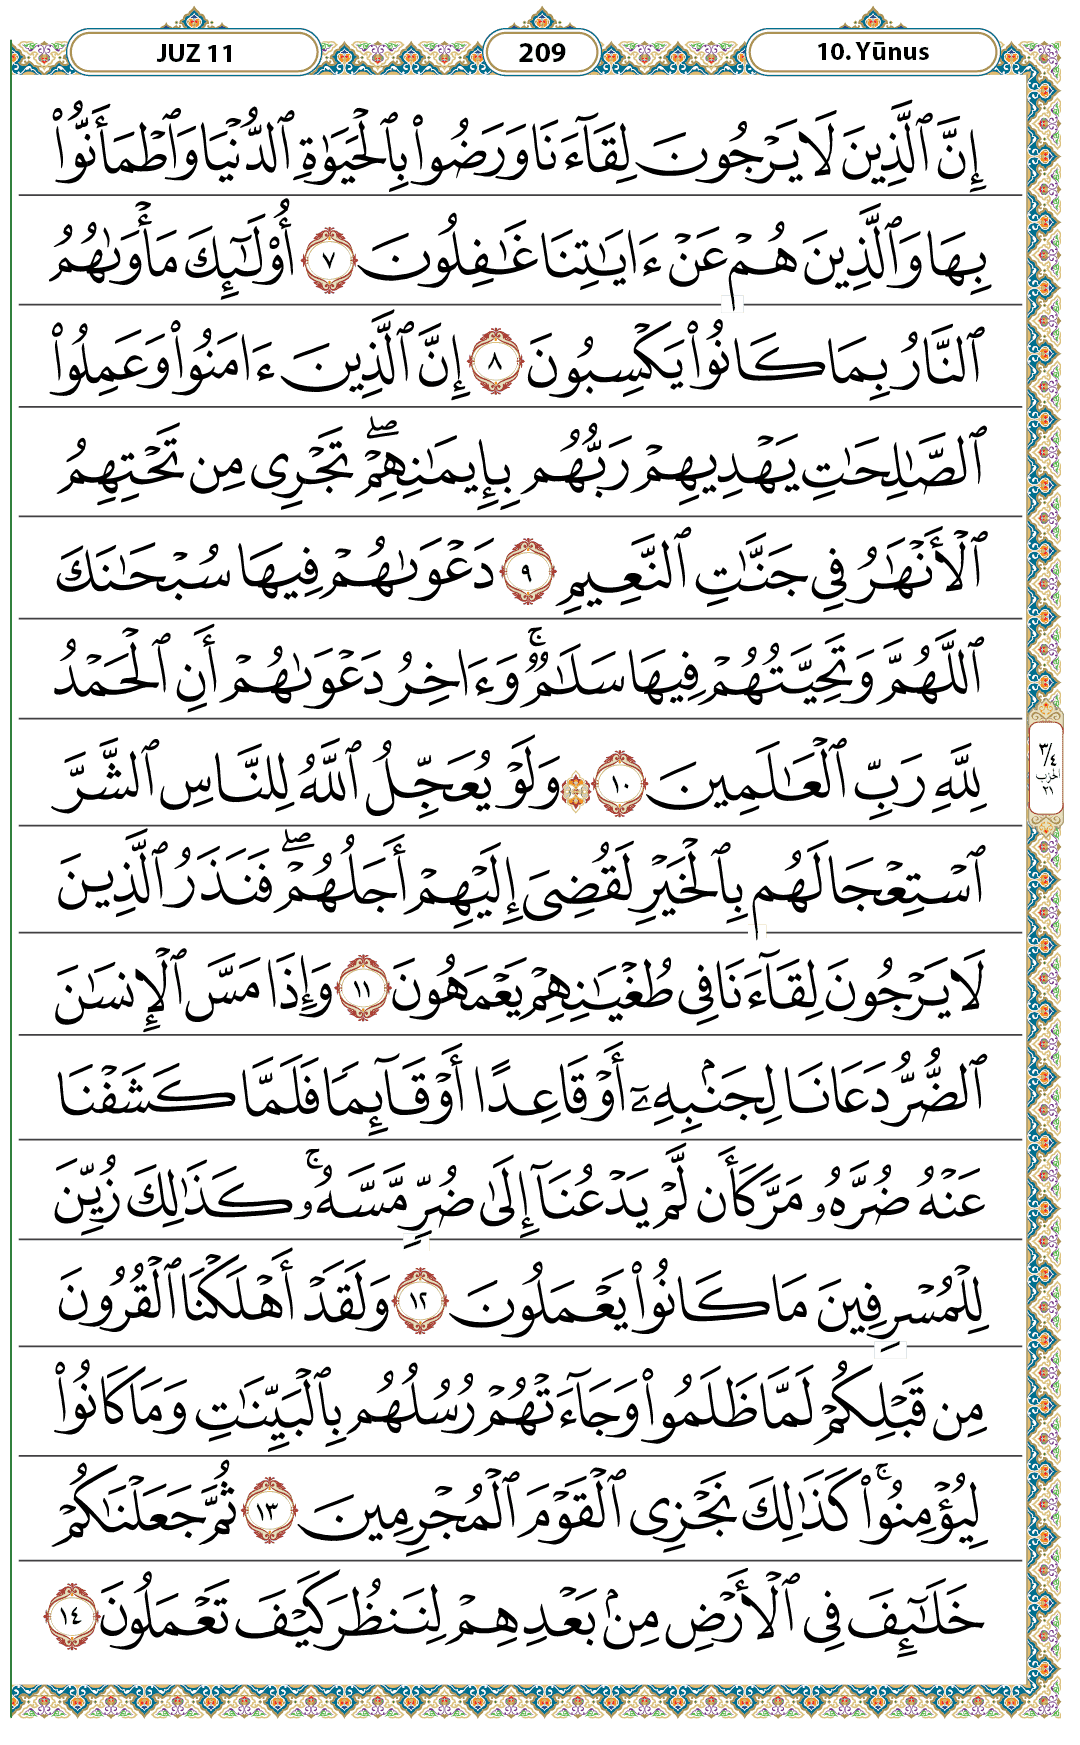 JUZ 11 209 10. Yūnus
إِنَّ ٱلَّذِينَ لَا يَرْجُونَ لِقَآءَنَا وَرَضُوا۟ بِٱلْحَيَوٰةِ ٱلدُّنْيَا وَٱطْمَأَنُّوا۟
بِهَا وَٱلَّذِينَ هُمْ عَنْ ءَايَـٰتِنَا غَـٰفِلُونَ ٧ أُو۟لَـٰٓئِكَ مَأْوَىٰهُمُ
ٱلنَّارُ بِمَا كَانُوا۟ يَكْسِبُونَ ٨ إِنَّ ٱلَّذِينَ ءَامَنُوا۟ وَعَمِلُوا۟
ٱلصَّـٰلِحَـٰتِ يَهْدِيهِمْ رَبُّهُم بِإِيمَـٰنِهِمْ ۖ تَجْرِى مِن تَحْتِهِمُ
ٱلْأَنْهَـٰرُ فِى جَنَّـٰتِ ٱلنَّعِيمِ ٩ دَعْوَىٰهُمْ فِيهَا سُبْحَـٰنَكَ
ٱللَّهُمَّ وَتَحِيَّتُهُمْ فِيهَا سَلَـٰمٌ ۚ وَءَاخِرُ دَعْوَىٰهُمْ أَنِ ٱلْحَمْدُ
لِلَّهِ رَبِّ ٱلْعَـٰلَمِينَ ١٠ ۞ وَلَوْ يُعَجِّلُ ٱللَّهُ لِلنَّاسِ ٱلشَّرَّ
ٱسْتِعْجَالَهُم بِٱلْخَيْرِ لَقُضِىَ إِلَيْهِمْ أَجَلُهُمْ ۖ فَنَذَرُ ٱلَّذِينَ
لَا يَرْجُونَ لِقَآءَنَا فِى طُغْيَـٰنِهِمْ يَعْمَهُونَ ١١ وَإِذَا مَسَّ ٱلْإِنسَـٰنَ
ٱلضُّرُّ دَعَانَا لِجَنۢبِهِۦٓ أَوْ قَاعِدًا أَوْ قَآئِمًا فَلَمَّا كَشَفْنَا
عَنْهُ ضُرَّهُۥ مَرَّ كَأَن لَّمْ يَدْعُنَآ إِلَىٰ ضُرٍّ مَّسَّهُۥ ۚ كَذَٰلِكَ زُيِّنَ
لِلْمُسْرِفِينَ مَا كَانُوا۟ يَعْمَلُونَ ١٢ وَلَقَدْ أَهْلَكْنَا ٱلْقُرُونَ
مِن قَبْلِكُمْ لَمَّا ظَلَمُوا۟ وَجَآءَتْهُمْ رُسُلُهُم بِٱلْبَيِّنَـٰتِ وَمَا كَانُوا۟
لِيُؤْمِنُوا۟ ۚ كَذَٰلِكَ نَجْزِى ٱلْقَوْمَ ٱلْمُجْرِمِينَ ١٣ ثُمَّ جَعَلْنَـٰكُمْ
خَلَـٰٓئِفَ فِى ٱلْأَرْضِ مِنۢ بَعْدِهِمْ لِنَنظُرَ كَيْفَ تَعْمَلُونَ ١٤
٣/٤
الحزب
٢١